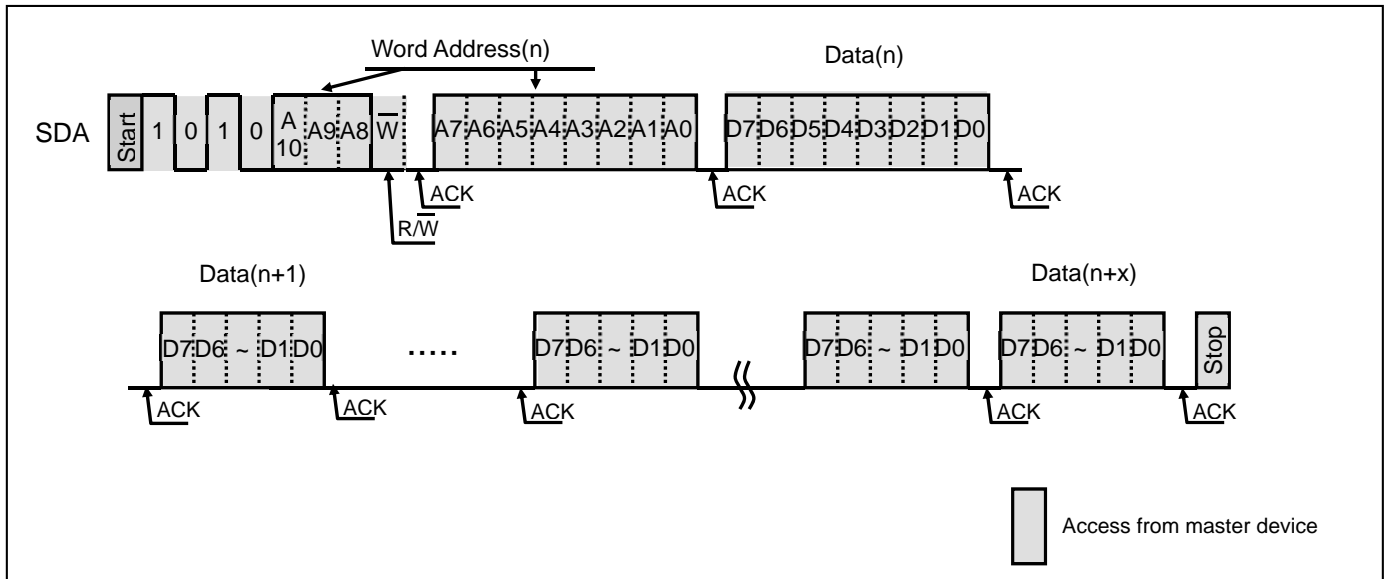 Word Address(n)
Data(n)
SDA Start 1 0 1 0 A 10 A9 A8 W̅ A7 A6 A5 A4 A3 A2 A1 A0 D7 D6 D5 D4 D3 D2 D1 D0
ACK ACK ACK
R/W̅
Data(n+1) Data(n+x)
D7 D6 ~ D1 D0 ..... D7 D6 ~ D1 D0 D7 D6 ~ D1 D0 D7 D6 ~ D1 D0 Stop
ACK ACK ACK ACK ACK
Access from master device